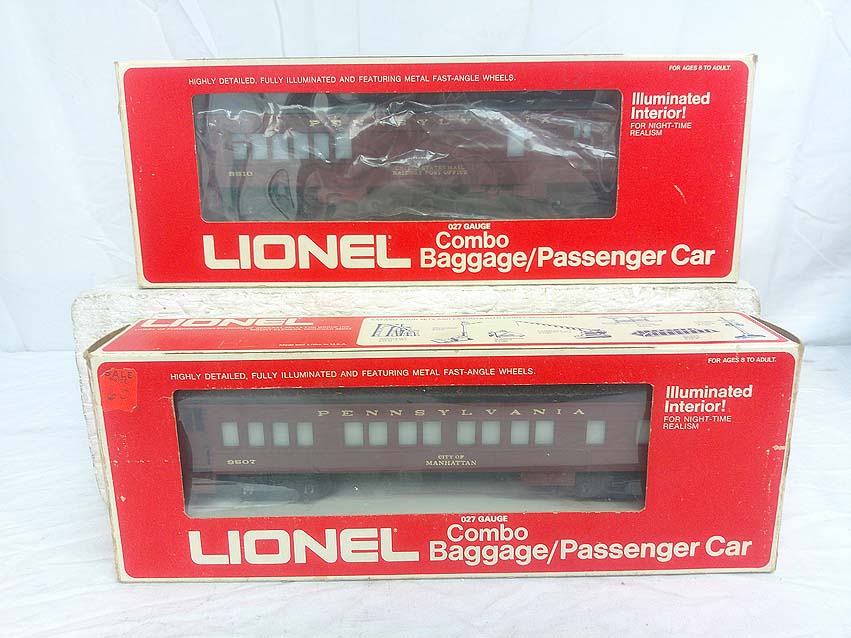 FOR AGES 8 TO ADULT.
HIGHLY DETAILED, FULLY ILLUMINATED AND FEATURING METAL FAST-ANGLE WHEELS.
Illuminated
Interior!
FOR NIGHT-TIME
REALISM
9510
RAILWAY POST OFFICE
027 GAUGE
LIONEL
Combo
Baggage/Passenger Car
LIONEL
FOR AGES 8 TO ADULT.
HIGHLY DETAILED, FULLY ILLUMINATED AND FEATURING METAL FAST-ANGLE WHEELS.
SALE
Illuminated
Interior!
FOR NIGHT-TIME
REALISM
PENNSYLVANIA
9507
CITY OF
MANHATTAN
027 GAUGE
LIONEL
Combo
Baggage/Passenger Car